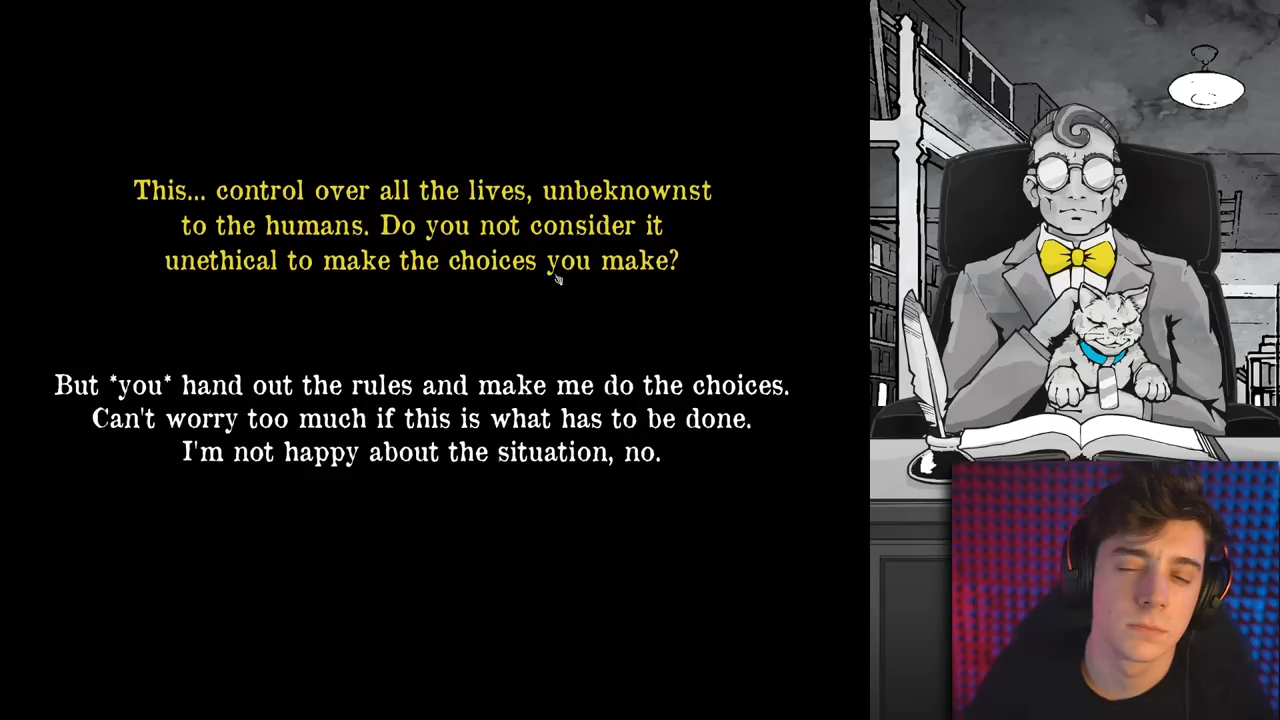 This... control over all the lives, unbeknownst
to the humans. Do you not consider it
unethical to make the choices you make?
But *you* hand out the rules and make me do the choices.
Can't worry too much if this is what has to be done.
I'm not happy about the situation, no.